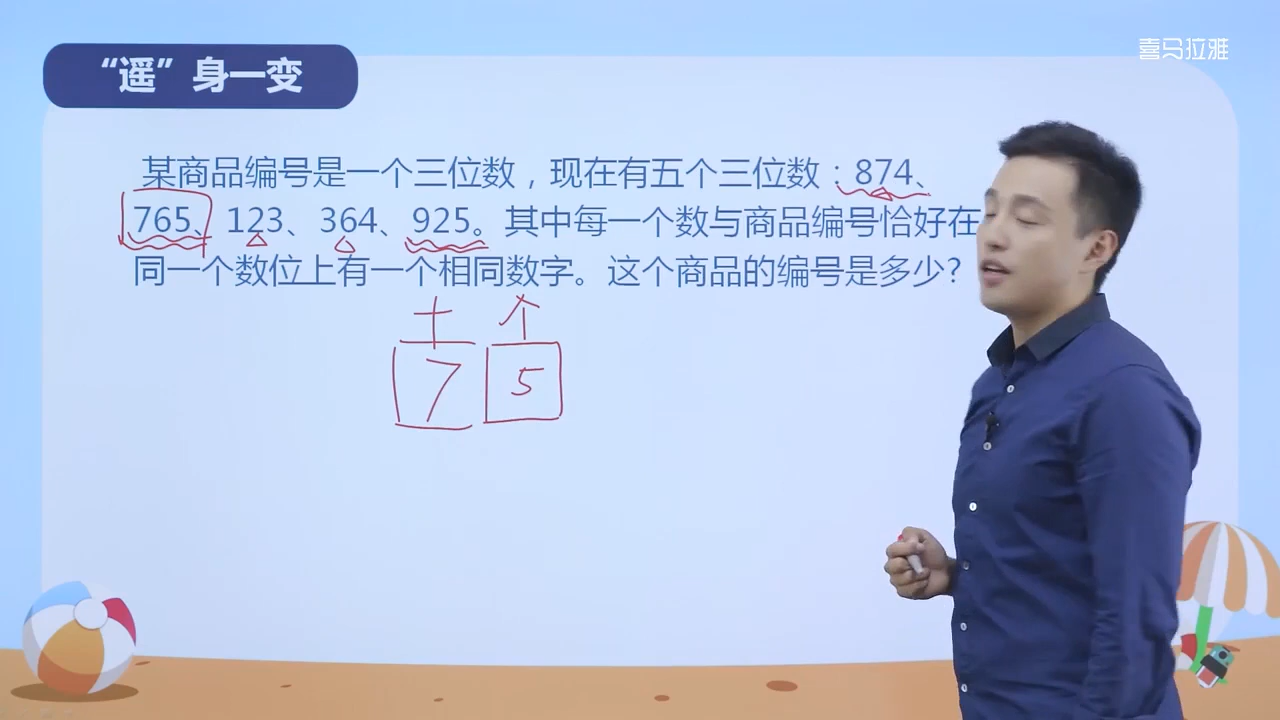 喜马拉雅
“遥”身一变
某商品编号是一个三位数，现在有五个三位数：874、
765、123、364、925。其中每一个数与商品编号恰好在
同一个数位上有一个相同数字。这个商品的编号是多少?
十 个
7 5